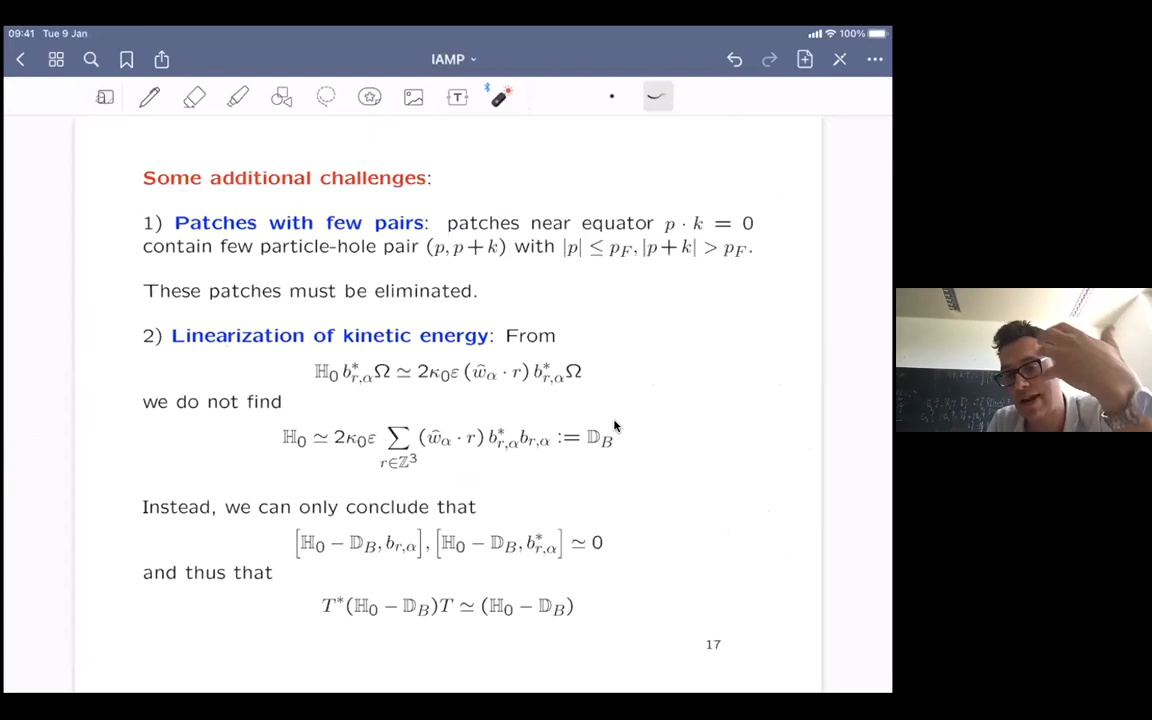 09:41 Tue 9 Jan
100%
IAMP
Some additional challenges:
1) Patches with few pairs: patches near equator p · k = 0
contain few particle-hole pair (p, p + k) with |p| ≤ p_F, |p + k| > p_F.
These patches must be eliminated.
2) Linearization of kinetic energy: From
ℍ₀ b*_{r,α}Ω ≃ 2κ₀ε (ŵ_α · r) b*_{r,α}Ω
we do not find
ℍ₀ ≃ 2κ₀ε ∑_{r∈ℤ³} (ŵ_α · r) b*_{r,α}b_{r,α} := 𝔻_B
Instead, we can only conclude that
[ℍ₀ − 𝔻_B, b_{r,α}], [ℍ₀ − 𝔻_B, b*_{r,α}] ≃ 0
and thus that
T*(ℍ₀ − 𝔻_B)T ≃ (ℍ₀ − 𝔻_B)
17